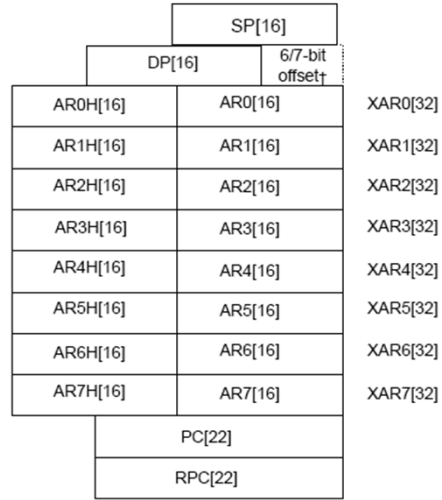 SP[16]
DP[16] 6/7-bit
offset†
AR0H[16] AR0[16] XAR0[32]
AR1H[16] AR1[16] XAR1[32]
AR2H[16] AR2[16] XAR2[32]
AR3H[16] AR3[16] XAR3[32]
AR4H[16] AR4[16] XAR4[32]
AR5H[16] AR5[16] XAR5[32]
AR6H[16] AR6[16] XAR6[32]
AR7H[16] AR7[16] XAR7[32]
PC[22]
RPC[22]